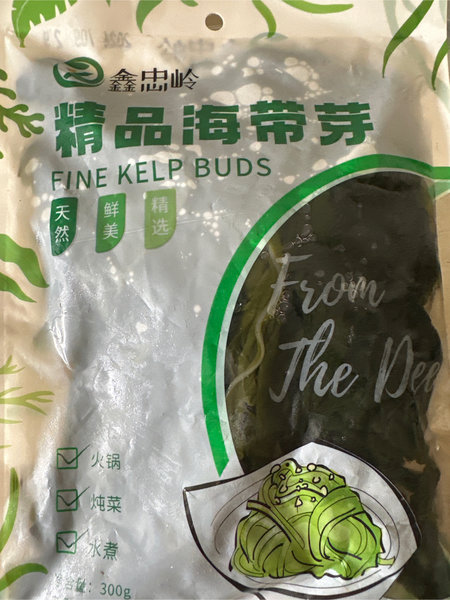 鑫忠岭
精品海带芽
FINE KELP BUDS
天然 鲜美 精选
From
The Dee
火锅
炖菜
水煮
300g